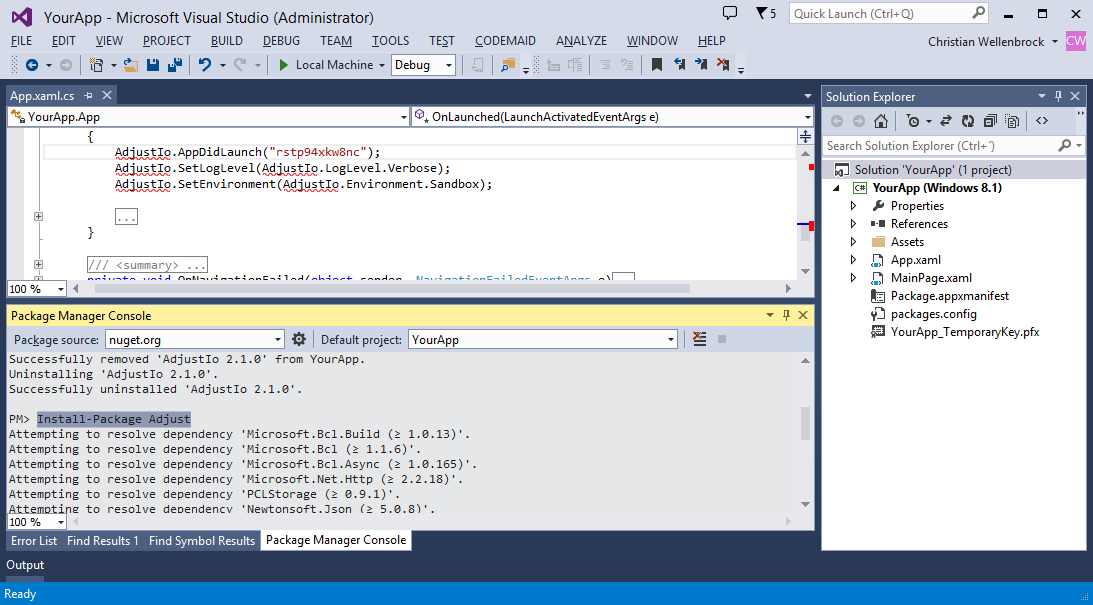 YourApp - Microsoft Visual Studio (Administrator)
5
Quick Launch (Ctrl+Q)
FILE EDIT VIEW PROJECT BUILD DEBUG TEAM TOOLS TEST CODEMAID ANALYZE WINDOW HELP
Christian Wellenbrock
CW
Local Machine
Debug
App.xaml.cs
YourApp.App
OnLaunched(LaunchActivatedEventArgs e)
{
AdjustIo.AppDidLaunch("rstp94xkw8nc");
AdjustIo.SetLogLevel(AdjustIo.LogLevel.Verbose);
AdjustIo.SetEnvironment(AdjustIo.Environment.Sandbox);
...
}
/// <summary> ...
private void OnNavigationFailed(object sender, NavigationFailedEventArgs e)
100 %
Package Manager Console
Package source: nuget.org
Default project: YourApp
Successfully removed 'AdjustIo 2.1.0' from YourApp.
Uninstalling 'AdjustIo 2.1.0'.
Successfully uninstalled 'AdjustIo 2.1.0'.
PM> Install-Package Adjust
Attempting to resolve dependency 'Microsoft.Bcl.Build (≥ 1.0.13)'.
Attempting to resolve dependency 'Microsoft.Bcl (≥ 1.1.6)'.
Attempting to resolve dependency 'Microsoft.Bcl.Async (≥ 1.0.165)'.
Attempting to resolve dependency 'Microsoft.Net.Http (≥ 2.2.18)'.
Attempting to resolve dependency 'PCLStorage (≥ 0.9.1)'.
Attempting to resolve dependency 'Newtonsoft.Json (≥ 5.0.8)'.
100 %
Error List Find Results 1 Find Symbol Results Package Manager Console
Output
Ready
Solution Explorer
Search Solution Explorer (Ctrl+´)
Solution 'YourApp' (1 project)
C# YourApp (Windows 8.1)
Properties
References
Assets
App.xaml
MainPage.xaml
Package.appxmanifest
packages.config
YourApp_TemporaryKey.pfx